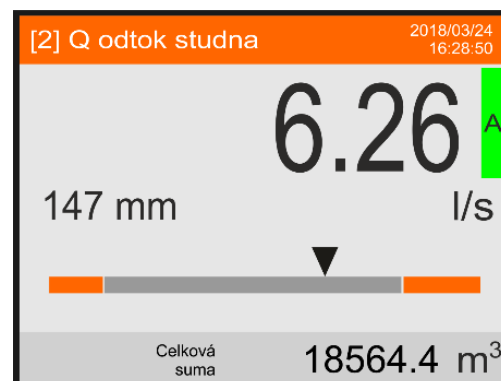 [2] Q odtok studna
2018/03/24
16:28:50
6.26
A
147 mm
l/s
Celková
suma
18564.4 m³